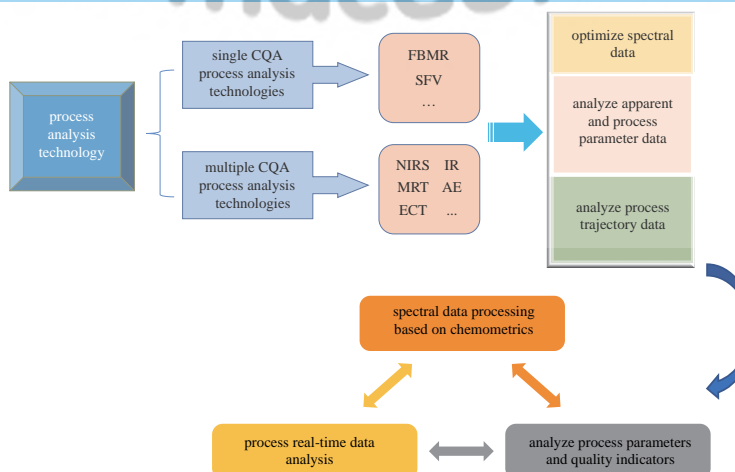 process
analysis
technology
single CQA
process analysis
technologies
FBMR
SFV
…
multiple CQA
process analysis
technologies
NIRS IR
MRT AE
ECT ...
optimize spectral
data
analyze apparent
and process
parameter data
analyze process
trajectory data
spectral data processing
based on chemometrics
process real-time data
analysis
analyze process parameters
and quality indicators